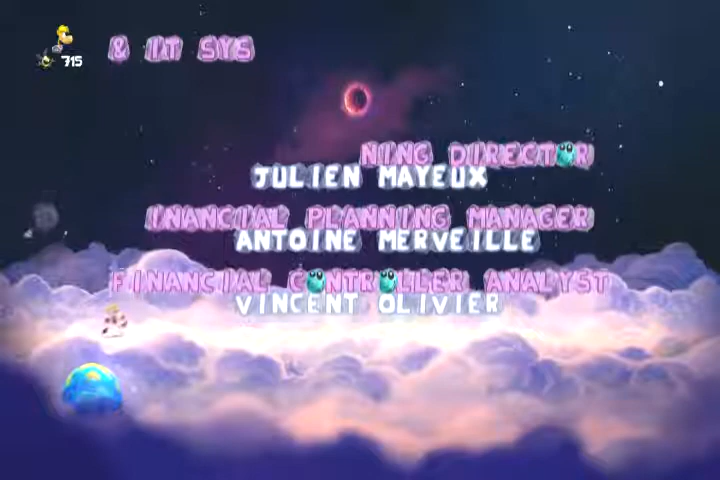 & IT SYS
715
NING DIRECTOR
JULIEN MAYEUX
INANCIAL PLANNING MANAGER
ANTOINE MERVEILLE
FINANCIAL CONTROLLER ANALYST
VINCENT OLIVIER